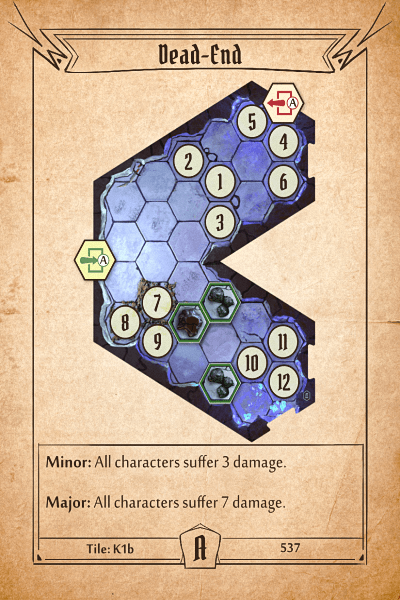 Dead-End
A
5
4
2
1
6
3
A
7
8
9
11
10
12
Minor: All characters suffer 3 damage.
Major: All characters suffer 7 damage.
Tile: K1b
A
537